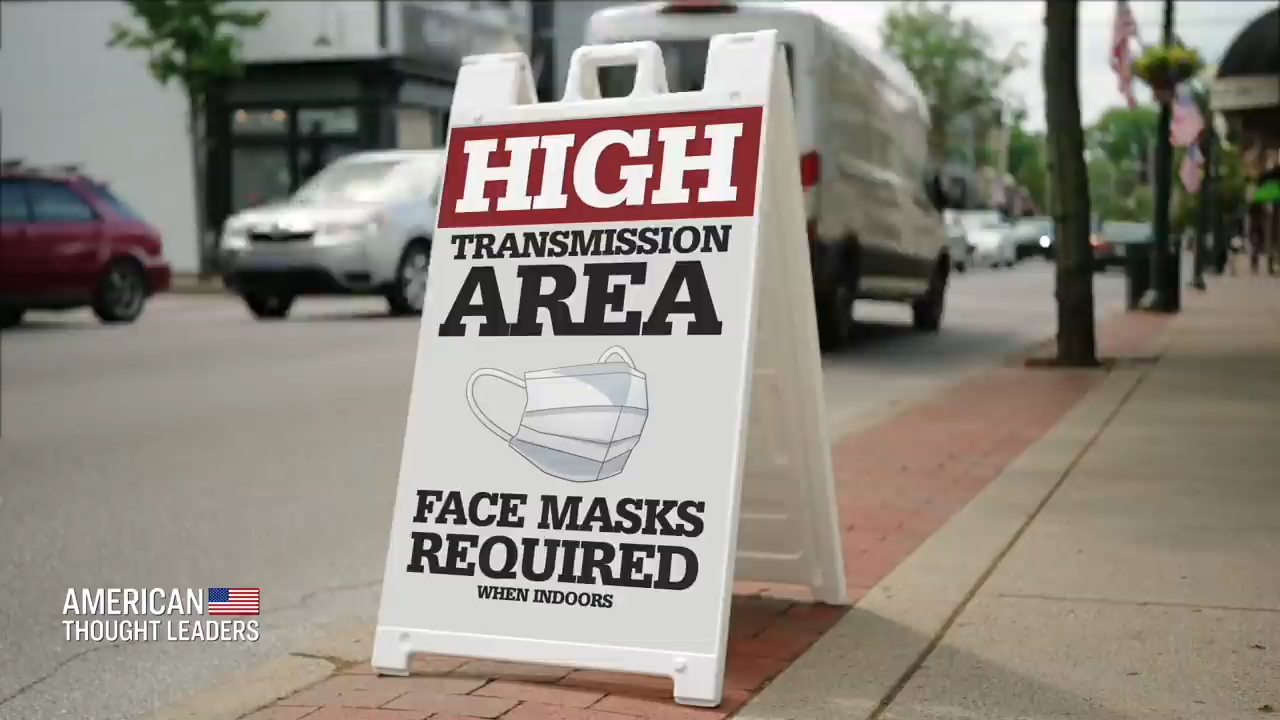 HIGH
TRANSMISSION
AREA
FACE MASKS
REQUIRED
WHEN INDOORS
AMERICAN
THOUGHT LEADERS